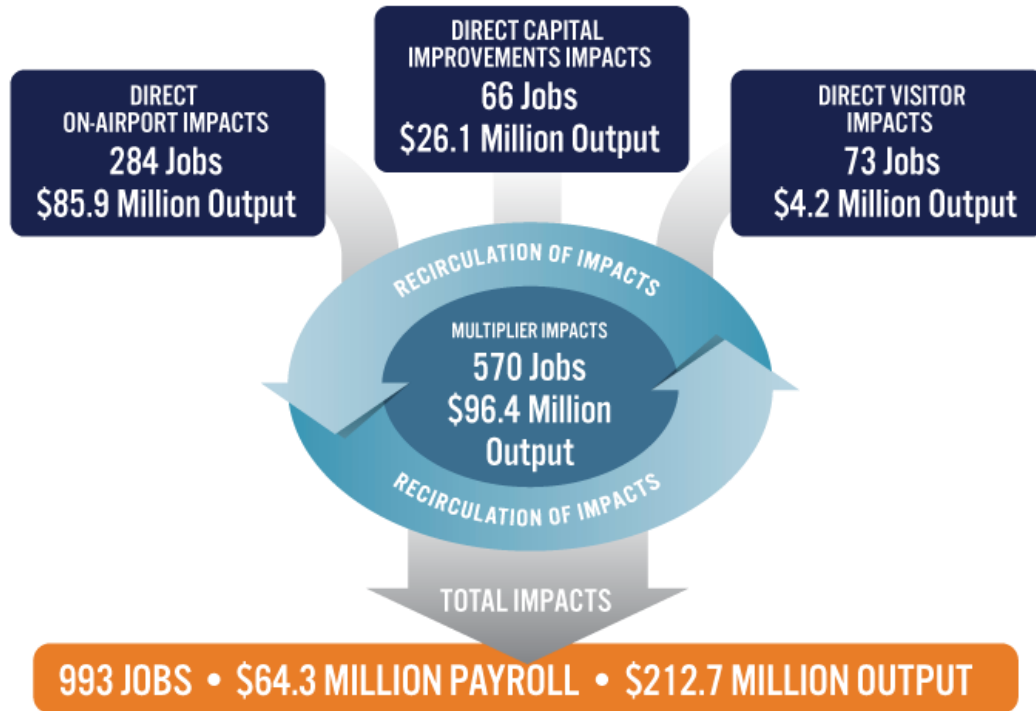 DIRECT
ON-AIRPORT IMPACTS
284 Jobs
$85.9 Million Output
DIRECT CAPITAL
IMPROVEMENTS IMPACTS
66 Jobs
$26.1 Million Output
DIRECT VISITOR
IMPACTS
73 Jobs
$4.2 Million Output
RECIRCULATION OF IMPACTS
MULTIPLIER IMPACTS
570 Jobs
$96.4 Million
Output
RECIRCULATION OF IMPACTS
TOTAL IMPACTS
993 JOBS • $64.3 MILLION PAYROLL • $212.7 MILLION OUTPUT